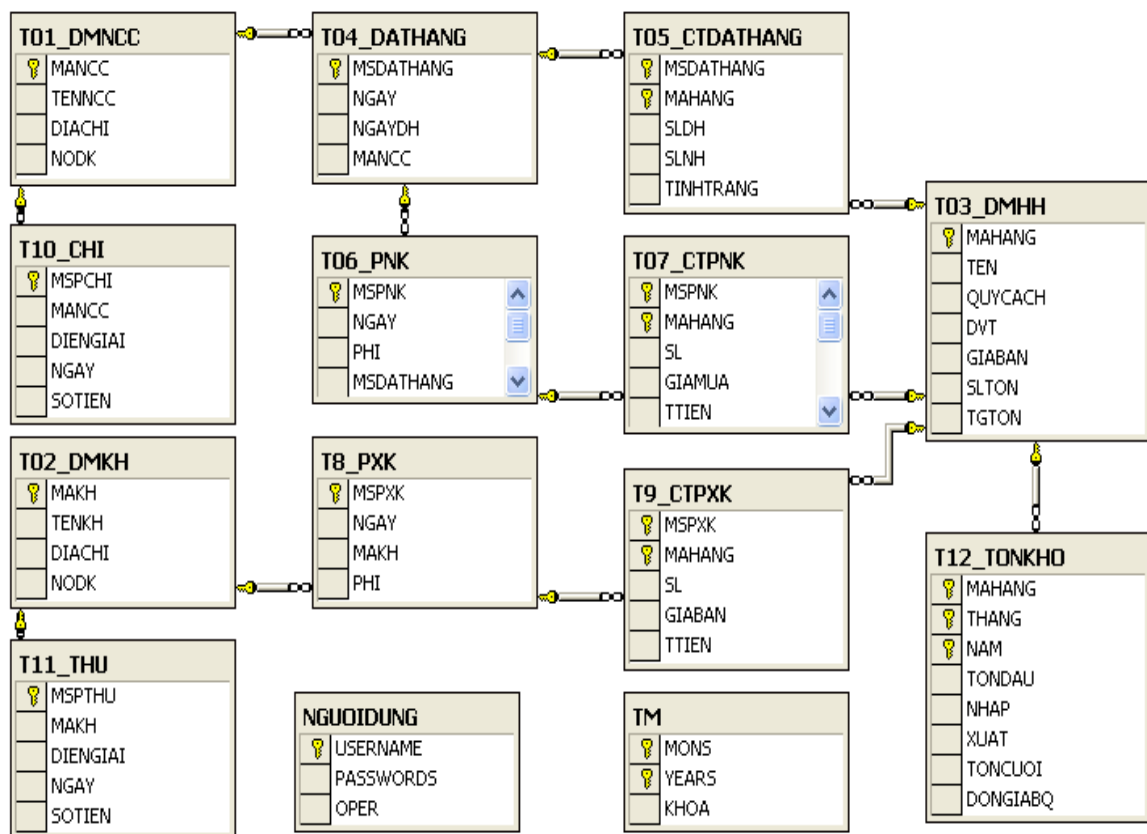 T01_DMNCC
MANCC
TENNCC
DIACHI
NODK
T04_DATHANG
MSDATHANG
NGAY
NGAYDH
MANCC
T05_CTDATHANG
MSDATHANG
MAHANG
SLDH
SLNH
TINHTRANG
T03_DMHH
MAHANG
TEN
QUYCACH
DVT
GIABAN
SLTON
TGTON
T10_CHI
MSPCHI
MANCC
DIENGIAI
NGAY
SOTIEN
T06_PNK
MSPNK
NGAY
PHI
MSDATHANG
T07_CTPNK
MSPNK
MAHANG
SL
GIAMUA
TTIEN
T02_DMKH
MAKH
TENKH
DIACHI
NODK
T8_PXK
MSPXK
NGAY
MAKH
PHI
T9_CTPXK
MSPXK
MAHANG
SL
GIABAN
TTIEN
T12_TONKHO
MAHANG
THANG
NAM
TONDAU
NHAP
XUAT
TONCUOI
DONGIABQ
T11_THU
MSPTHU
MAKH
DIENGIAI
NGAY
SOTIEN
NGUOIDUNG
USERNAME
PASSWORDS
OPER
TM
MONS
YEARS
KHOA